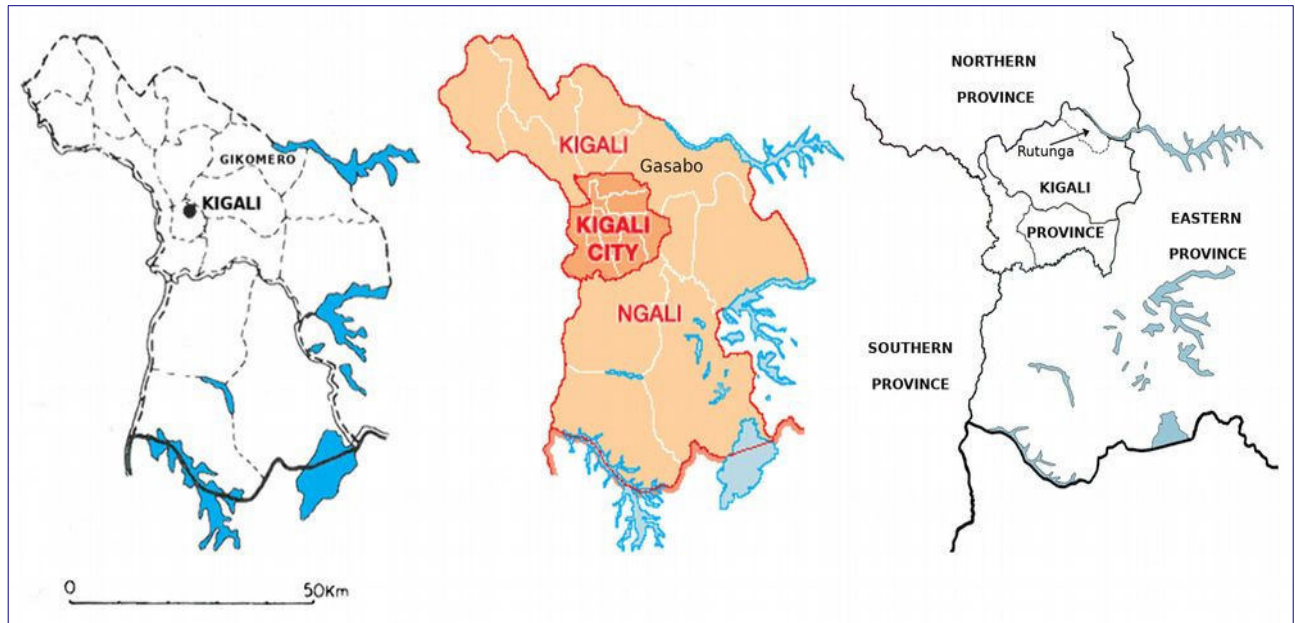 GIKOMERO
KIGALI
0
50Km
KIGALI
Gasabo
KIGALI
CITY
NGALI
NORTHERN
PROVINCE
Rutunga
KIGALI
PROVINCE
EASTERN
PROVINCE
SOUTHERN
PROVINCE